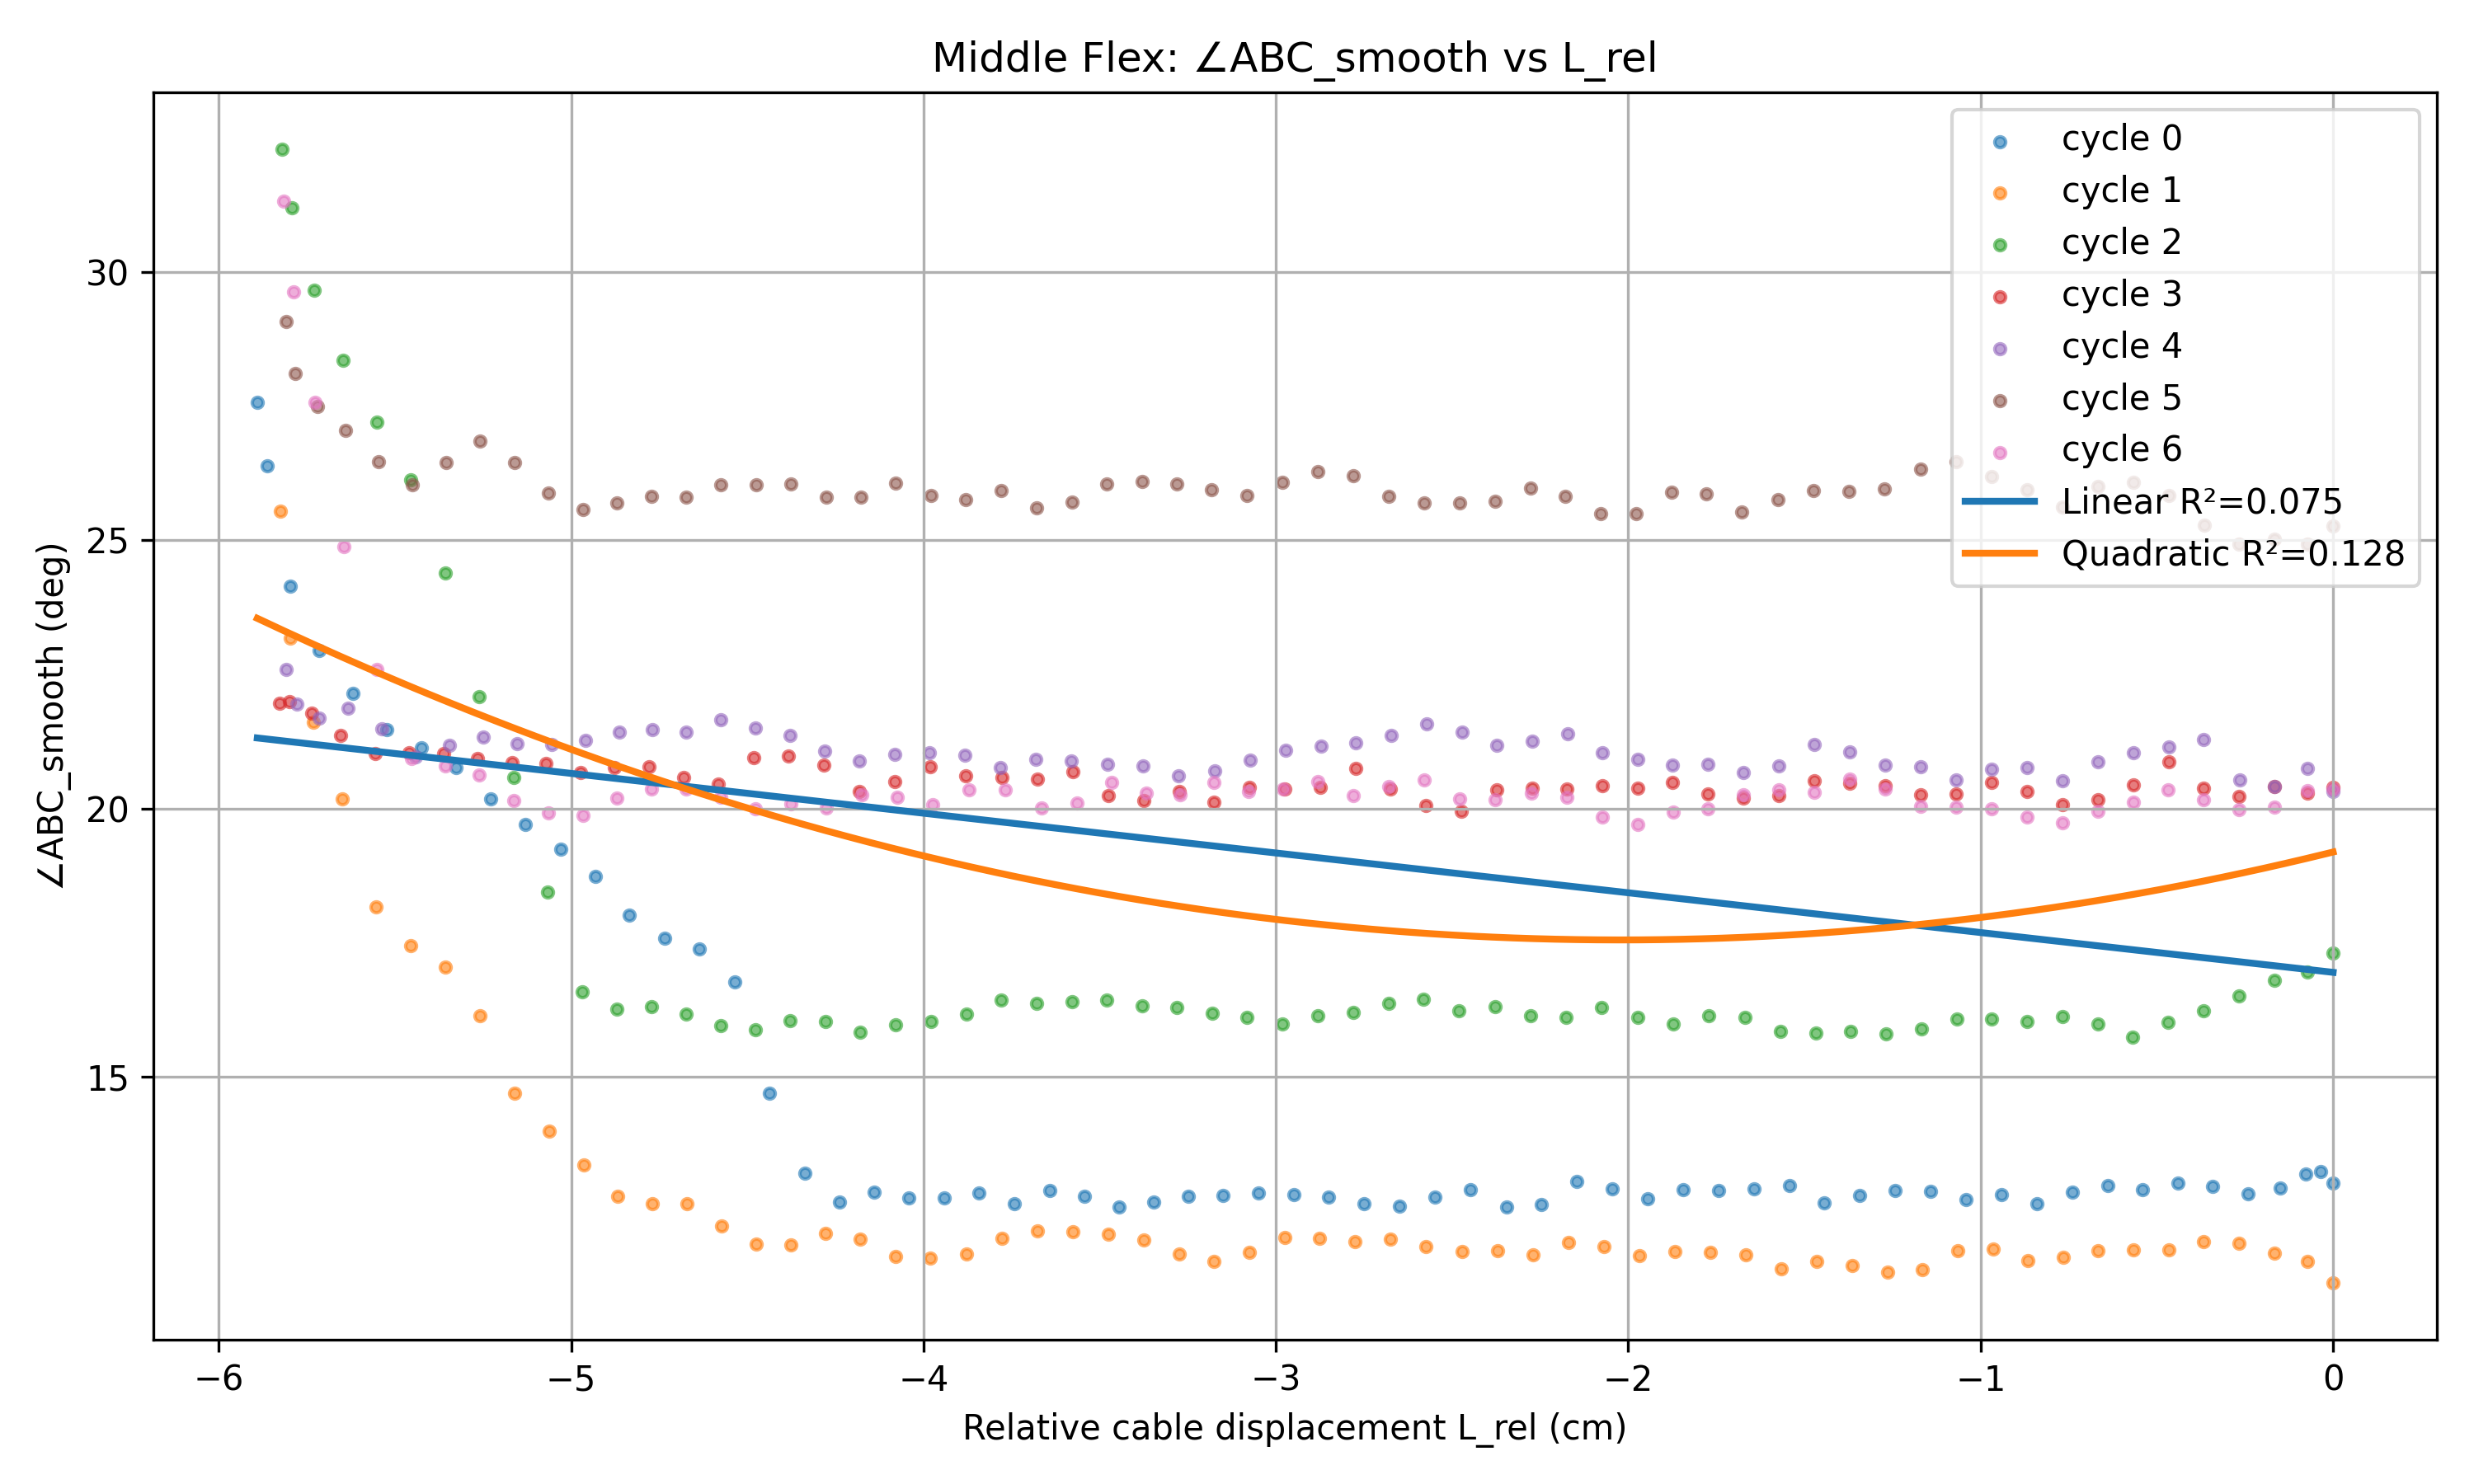 Middle Flex: ∠ABC_smooth vs L_rel
cycle 0
cycle 1
cycle 2
cycle 3
cycle 4
cycle 5
cycle 6
Linear R²=0.075
Quadratic R²=0.128
∠ABC_smooth (deg)
30
25
20
15
−6
−5
−4
−3
−2
−1
0
Relative cable displacement L_rel (cm)